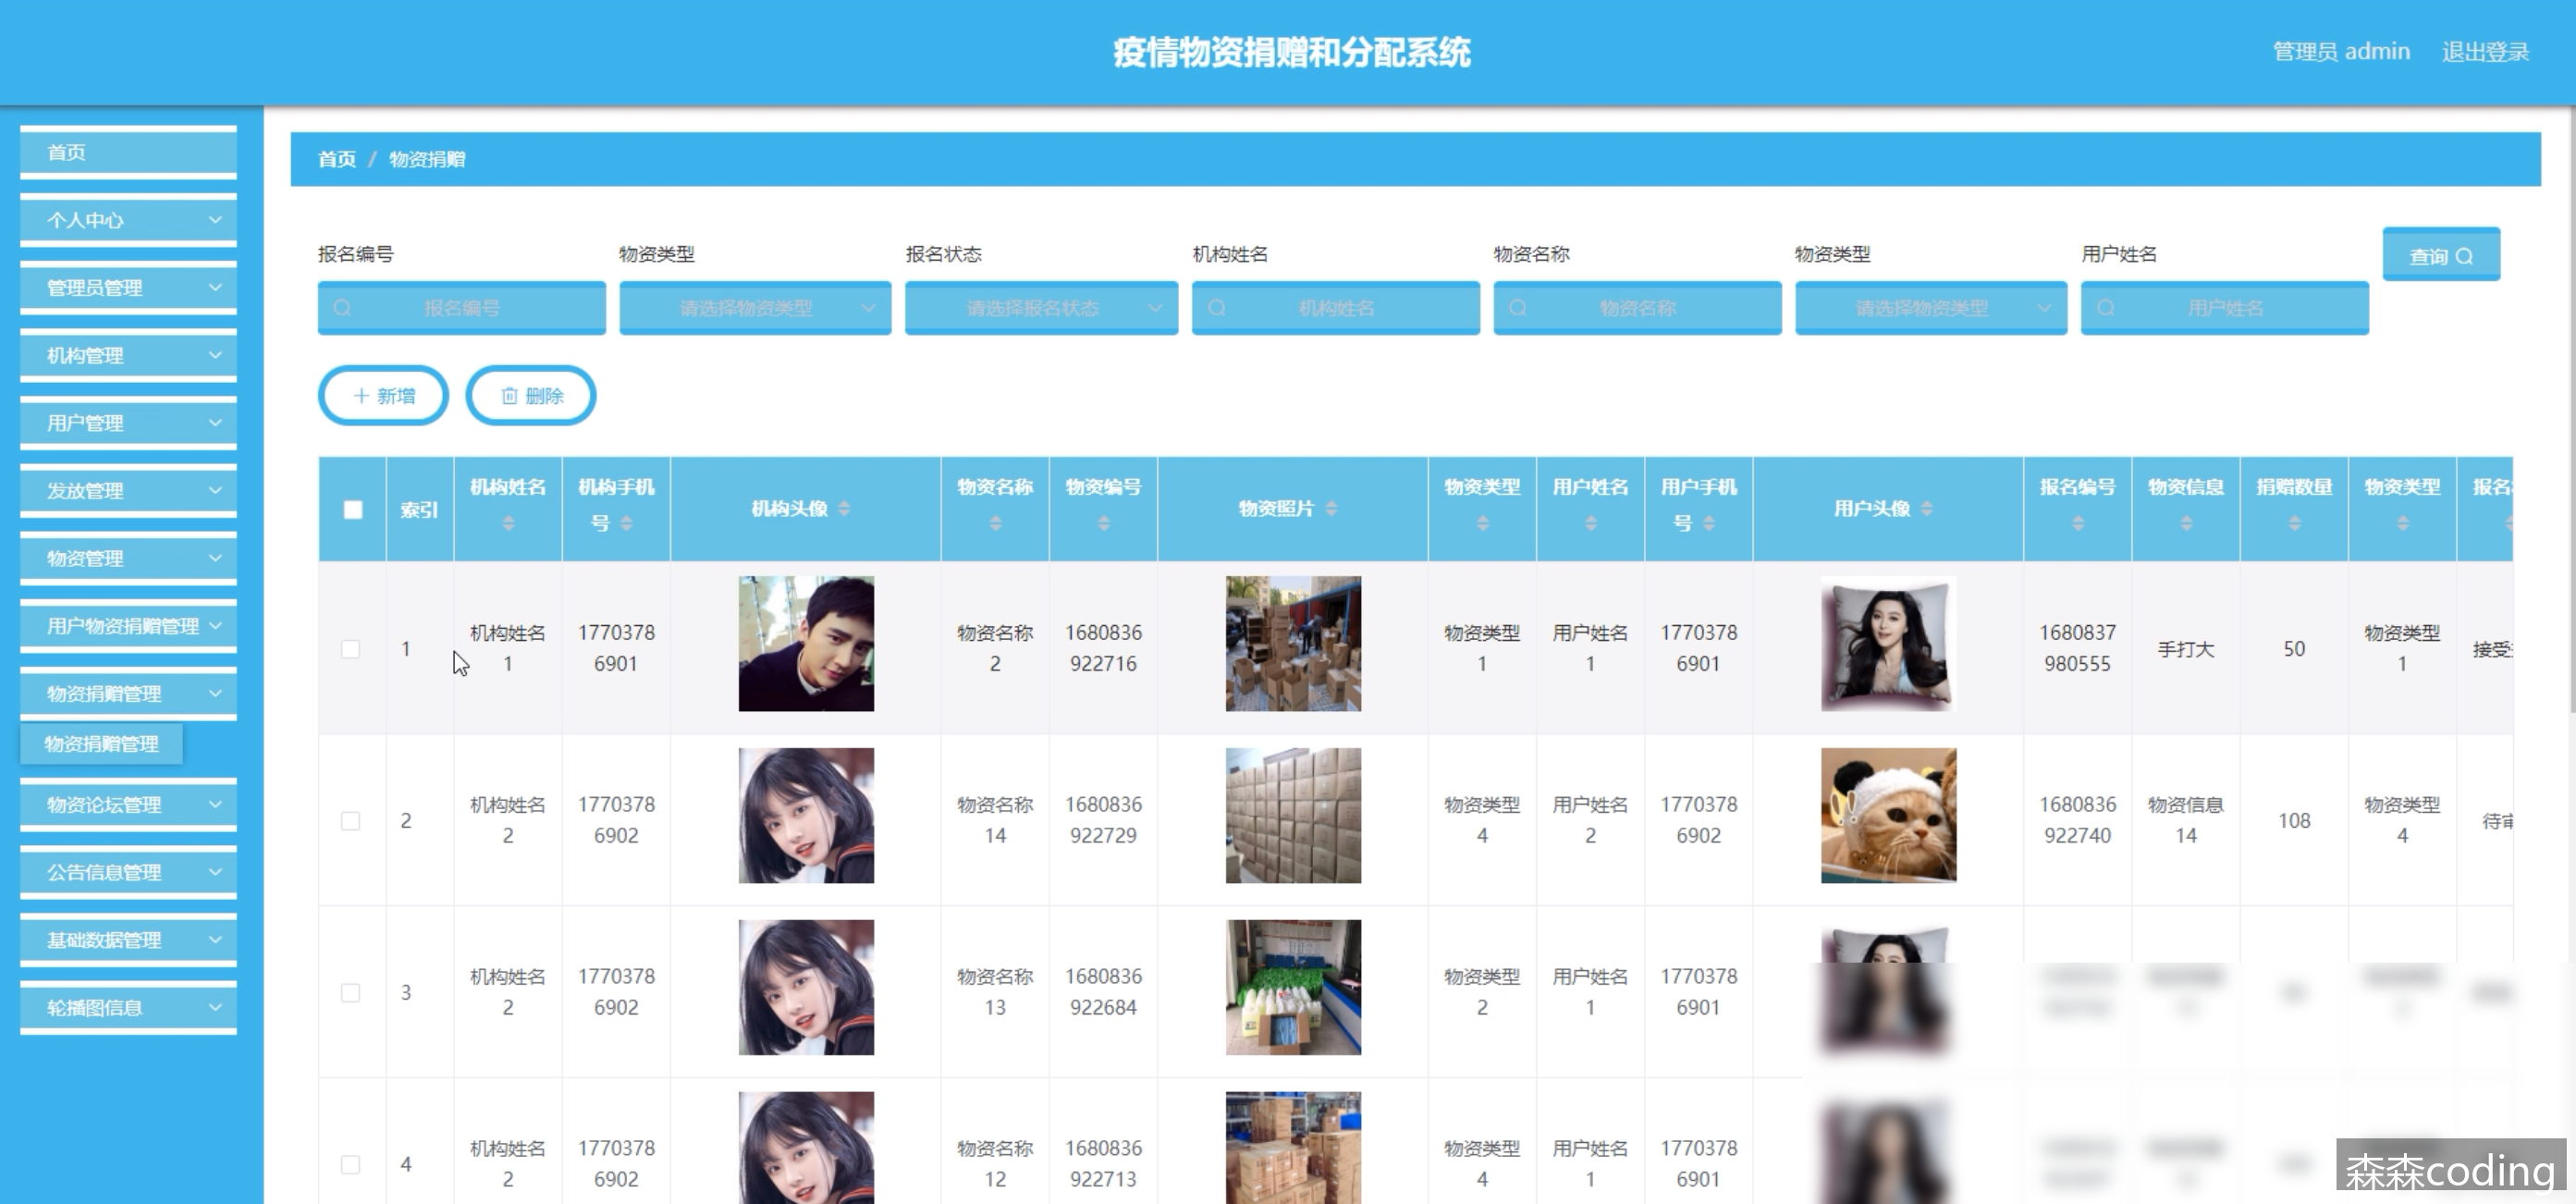 疫情物资捐赠和分配系统
管理员 admin
退出登录
首页
个人中心
管理员管理
机构管理
用户管理
发放管理
物资管理
用户物资捐赠管理
物资捐赠管理
物资捐赠管理
物资论坛管理
公告信息管理
基础数据管理
轮播图信息
首页 / 物资捐赠
报名编号 物资类型 报名状态 机构姓名 物资名称 物资类型 用户姓名
报名编号 请选择物资类型 请选择报名状态 机构姓名 物资名称 请选择物资类型 用户姓名
查询
新增 删除
索引 机构姓名 机构手机号 机构头像 物资名称 物资编号 物资照片 物资类型 用户姓名 用户手机号 用户头像 报名编号 物资信息 捐赠数量 物资类型 报名
1 机构姓名1 17703786901 物资名称2 1680836922716 物资类型1 用户姓名1 17703786901 1680837980555 手打大 50 物资类型1 接受
2 机构姓名2 17703786902 物资名称14 1680836922729 物资类型4 用户姓名2 17703786902 1680836922740 物资信息14 108 物资类型4 待审
3 机构姓名2 17703786902 物资名称13 1680836922684 物资类型2 用户姓名1 17703786901
4 机构姓名2 17703786902 物资名称12 1680836922713 物资类型4 用户姓名1 17703786901
森森coding